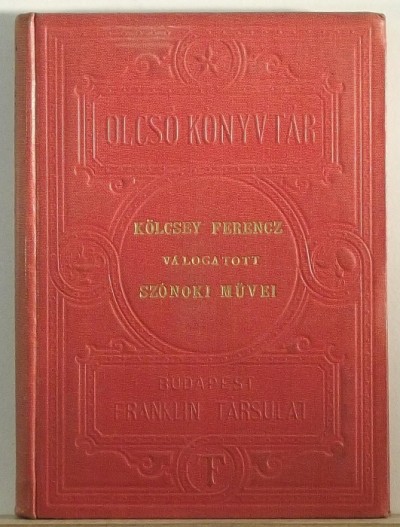 OLCSÓ KÖNYVTÁR
KÖLCSEY FERENCZ
VÁLOGATOTT
SZÓNOKI MŰVEI
BUDAPEST
FRANKLIN TÁRSULAT
F